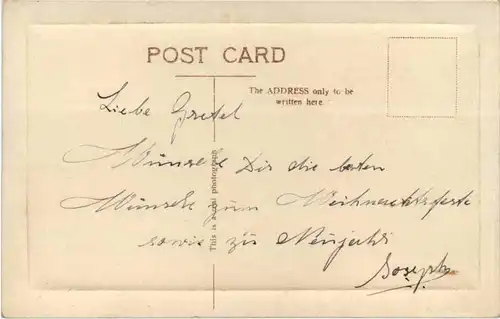 POST CARD
The ADDRESS only to be
written here.
This is a real photograph
Liebe Gretel
Wünsche Dir die besten
Wünsche zum Weihnachtsfeste
sowie zu Neujahr
Joseph